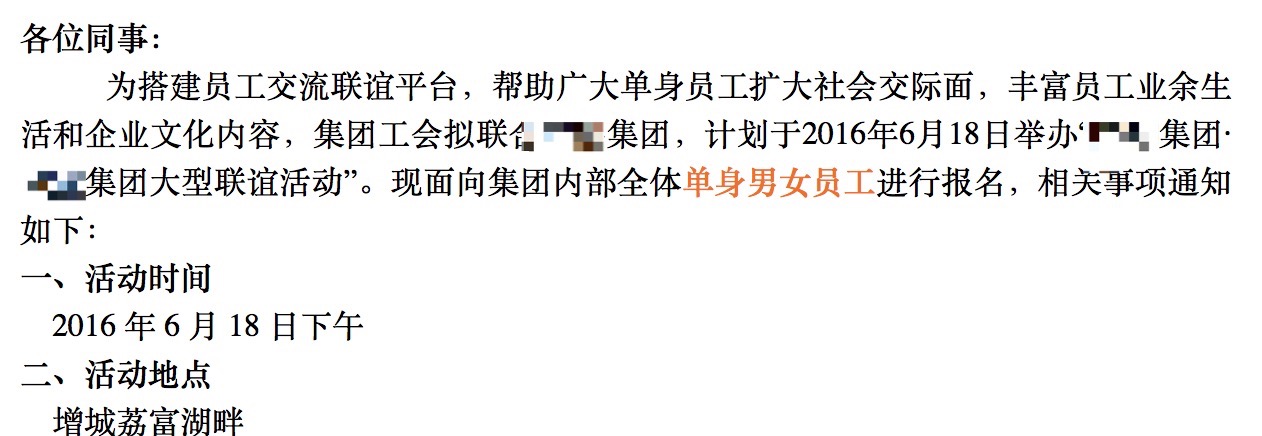 各位同事：
为搭建员工交流联谊平台，帮助广大单身员工扩大社会交际面，丰富员工业余生
活和企业文化内容，集团工会拟联合集团，计划于2016年6月18日举办“集团·
集团大型联谊活动”。现面向集团内部全体单身男女员工进行报名，相关事项通知
如下：
一、活动时间
2016 年 6 月 18 日下午
二、活动地点
增城荔富湖畔